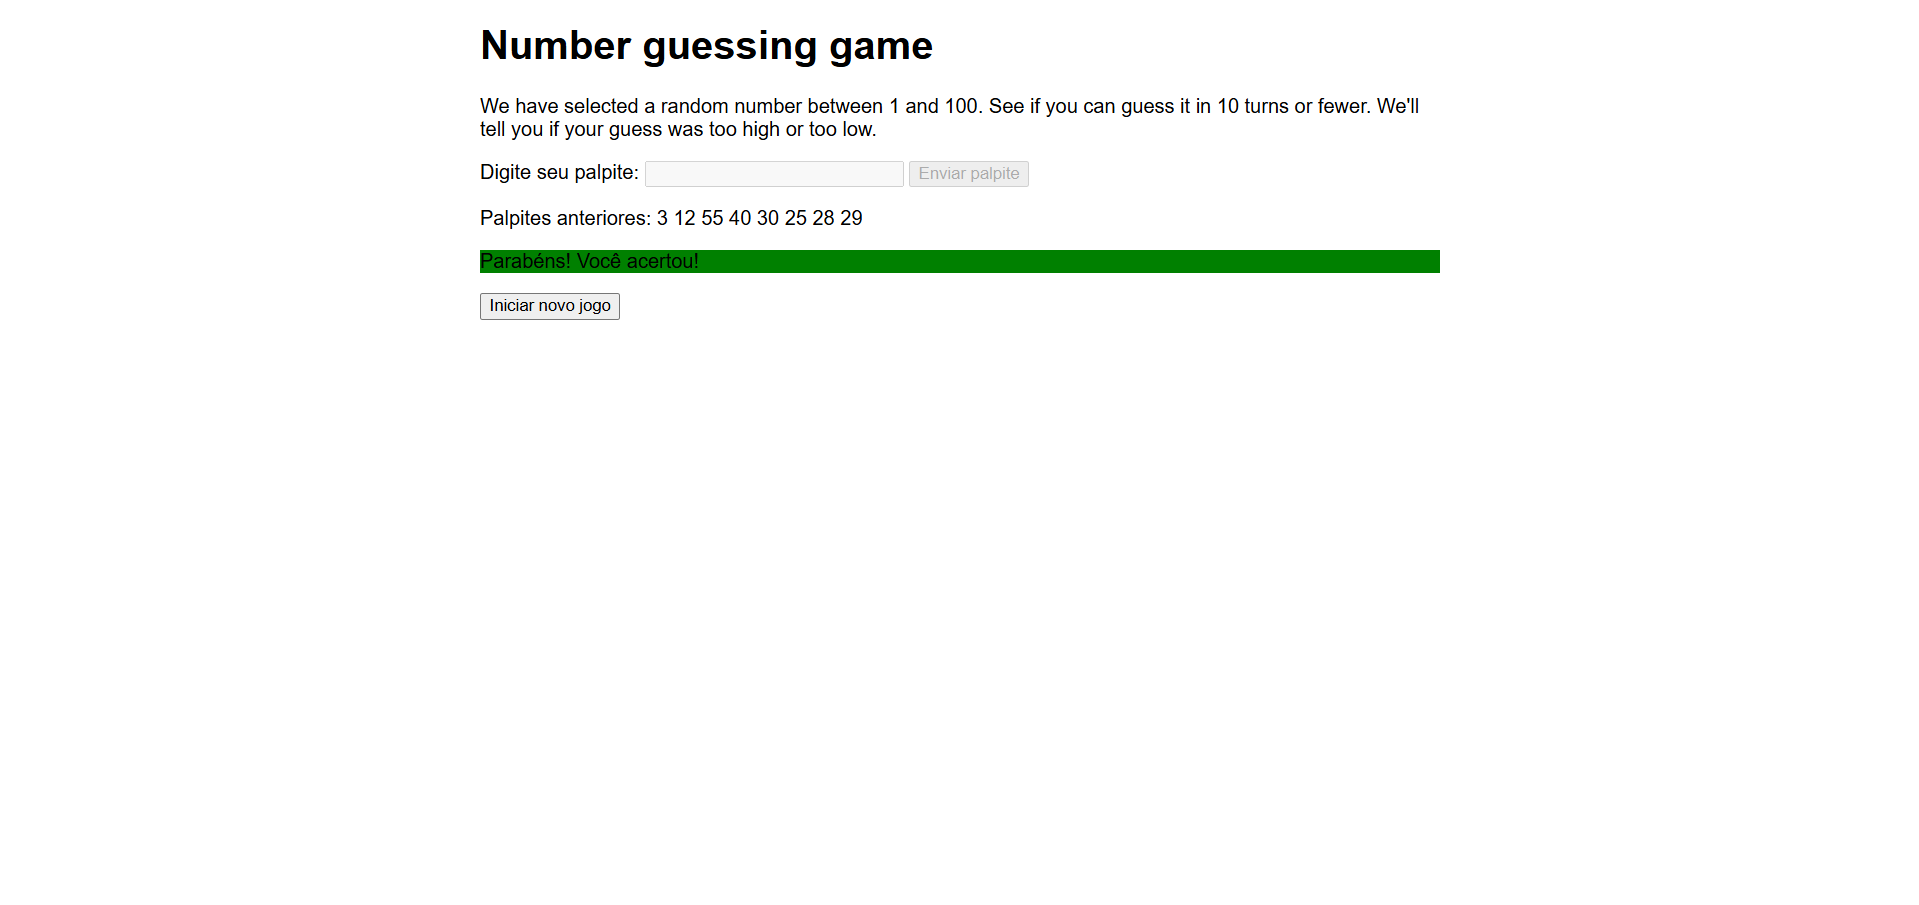 Number guessing game
We have selected a random number between 1 and 100. See if you can guess it in 10 turns or fewer. We'll
tell you if your guess was too high or too low.
Digite seu palpite: Enviar palpite
Palpites anteriores: 3 12 55 40 30 25 28 29
Parabéns! Você acertou!
Iniciar novo jogo